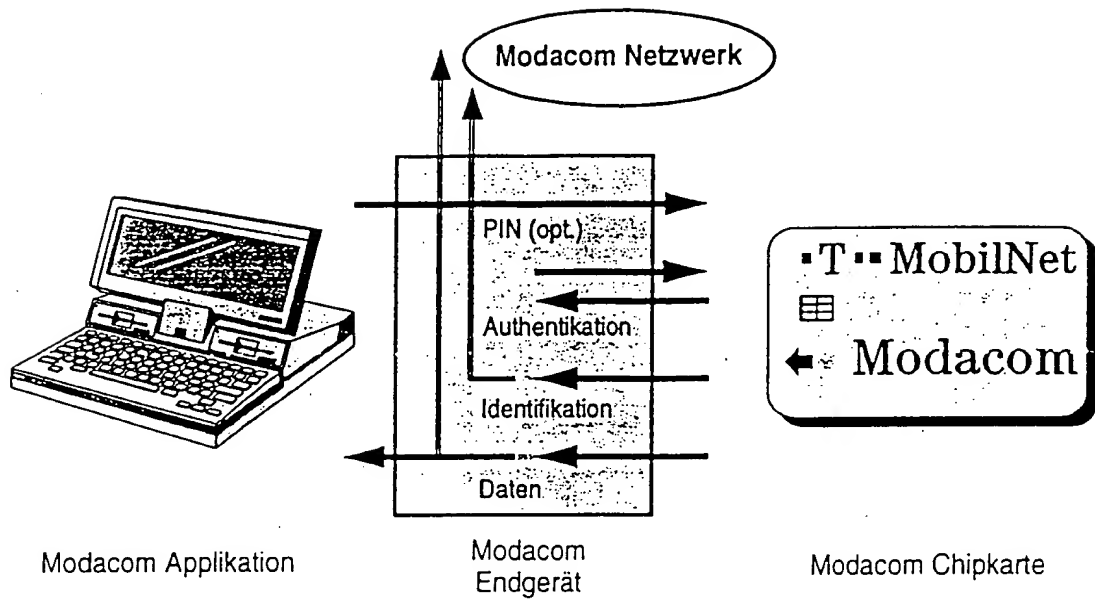 Modacom Netzwerk
PIN (opt.)
Authentikation
Identifikation
Daten
·T·· MobilNet
Modacom
Modacom Applikation
Modacom
Endgerät
Modacom Chipkarte